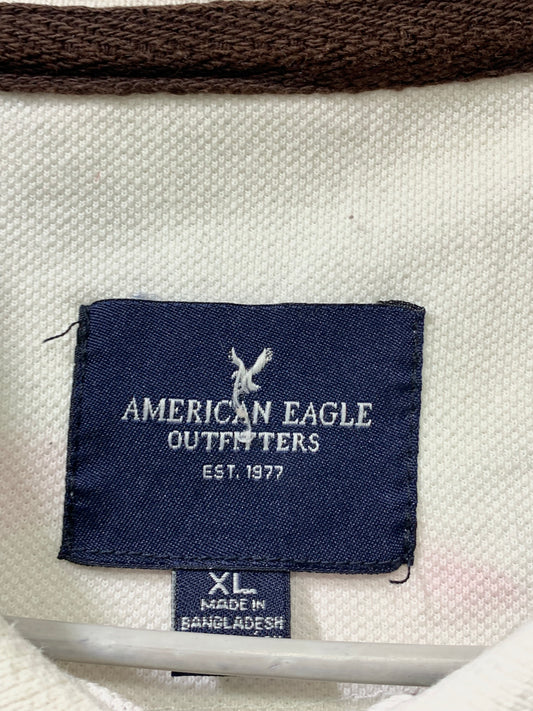 AMERICAN EAGLE
OUTFITTERS
EST. 1977
XL
MADE IN
BANGLADESH